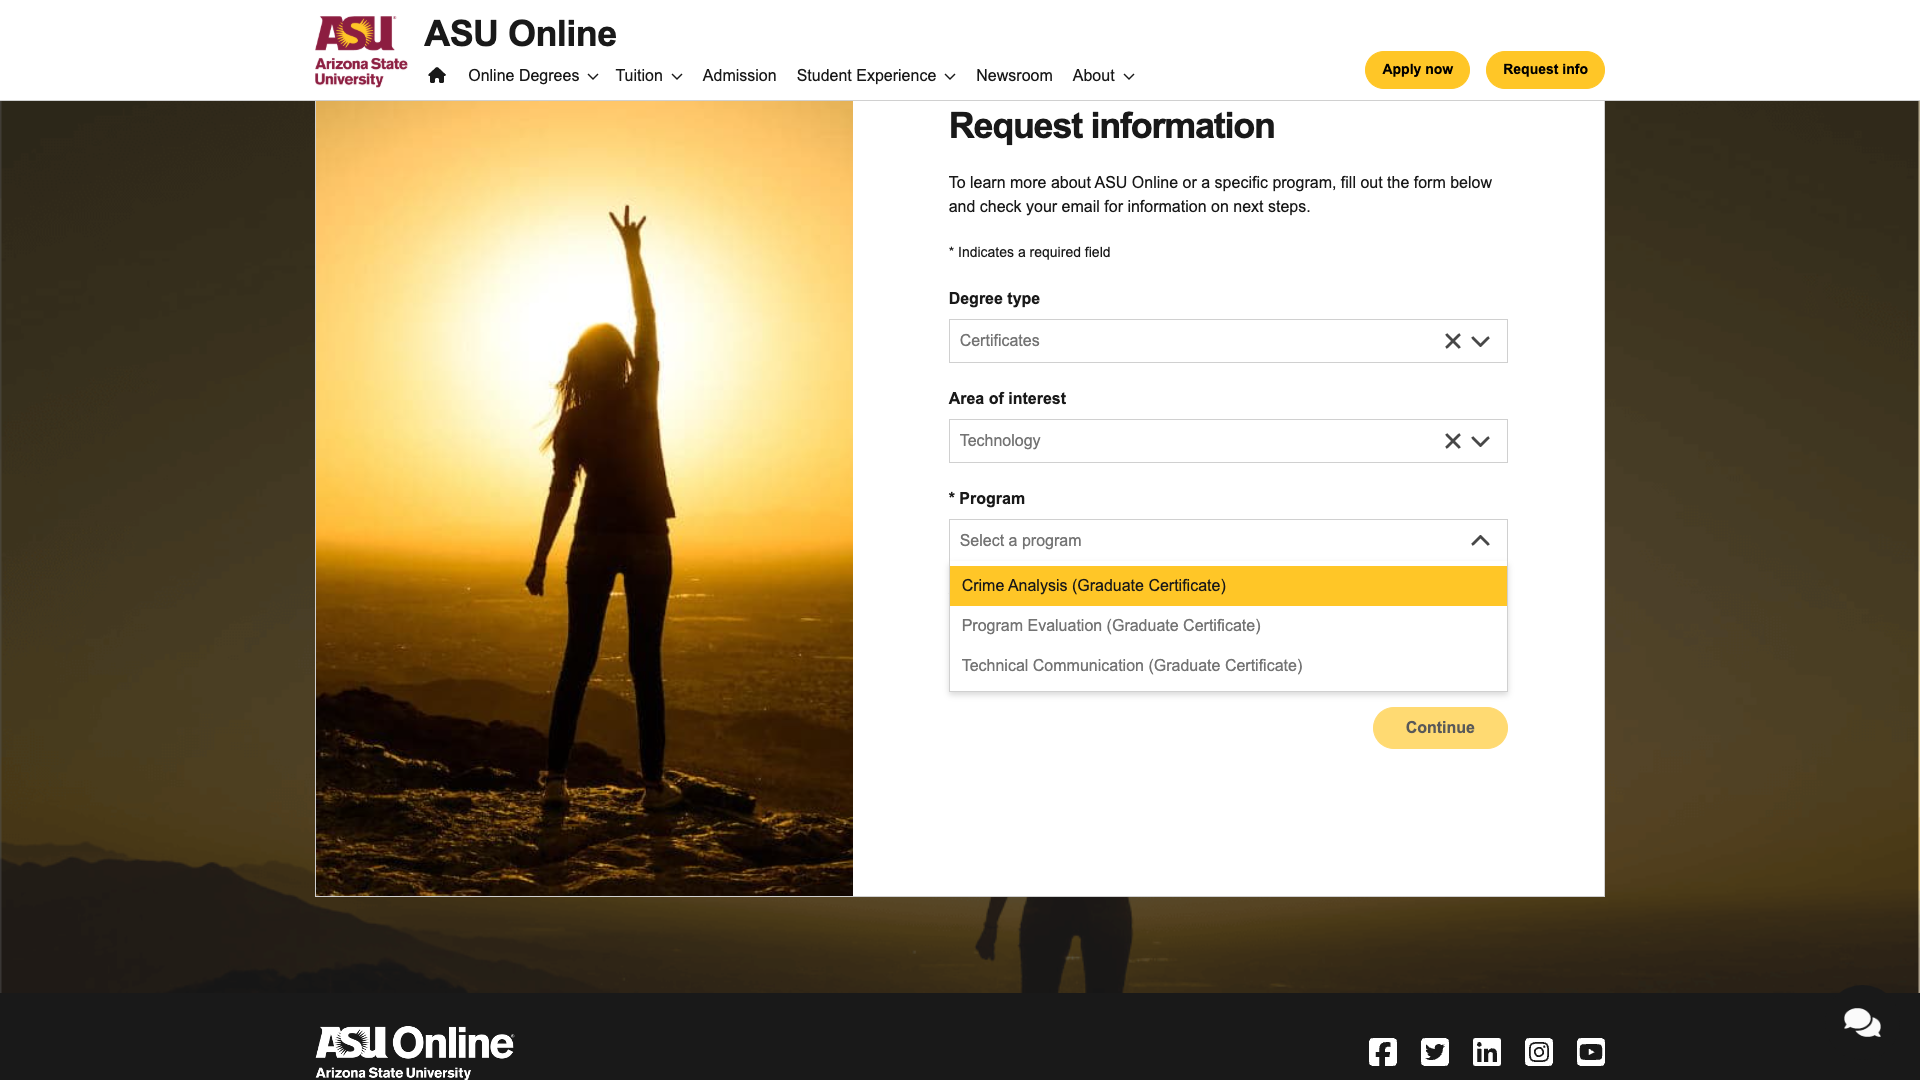 ASU
Arizona State
University
ASU Online
Online Degrees
Tuition
Admission
Student Experience
Newsroom
About
Apply now
Request info
Request information
To learn more about ASU Online or a specific program, fill out the form below
and check your email for information on next steps.
* Indicates a required field
Degree type
Certificates
Area of interest
Technology
* Program
Select a program
Crime Analysis (Graduate Certificate)
Program Evaluation (Graduate Certificate)
Technical Communication (Graduate Certificate)
Continue
ASU Online
Arizona State University